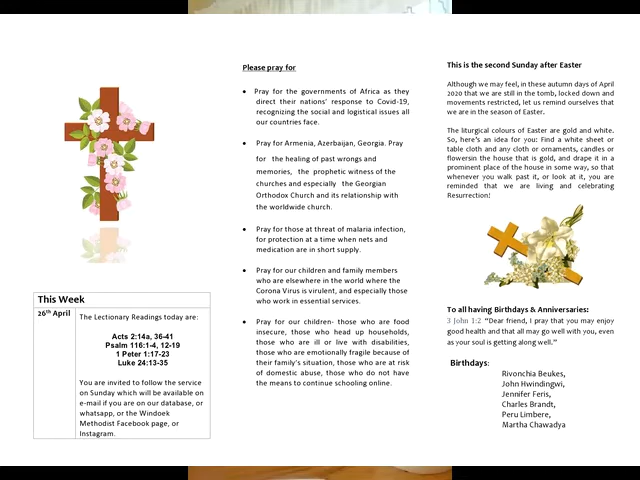 This Week
26th April
The Lectionary Readings today are:
Acts 2:14a, 36-41
Psalm 116:1-4, 12-19
1 Peter 1:17-23
Luke 24:13-35
You are invited to follow the service
on Sunday which will be available on
e-mail if you are on our database, or
whatsapp, or the Windoek
Methodist Facebook page, or
Instagram.
Please pray for
• Pray for the governments of Africa as they
direct their nations' response to Covid-19,
recognizing the social and logistical issues all
our countries face.
• Pray for Armenia, Azerbaijan, Georgia. Pray
for the healing of past wrongs and
memories, the prophetic witness of the
churches and especially the Georgian
Orthodox Church and its relationship with
the worldwide church.
• Pray for those at threat of malaria infection,
for protection at a time when nets and
medication are in short supply.
• Pray for our children and family members
who are elsewhere in the world where the
Corona Virus is virulent, and especially those
who work in essential services.
• Pray for our children- those who are food
insecure, those who head up households,
those who are ill or live with disabilities,
those who are emotionally fragile because of
their family's situation, those who are at risk
of domestic abuse, those who do not have
the means to continue schooling online.
This is the second Sunday after Easter
Although we may feel, in these autumn days of April
2020 that we are still in the tomb, locked down and
movements restricted, let us remind ourselves that
we are in the season of Easter.
The liturgical colours of Easter are gold and white.
So, here's an idea for you: Find a white sheet or
table cloth and any cloth or ornaments, candles or
flowersin the house that is gold, and drape it in a
prominent place of the house in some way, so that
whenever you walk past it, or look at it, you are
reminded that we are living and celebrating
Resurrection!
To all having Birthdays & Anniversaries:
3 John 1:2 "Dear friend, I pray that you may enjoy
good health and that all may go well with you, even
as your soul is getting along well."
Birthdays:
Rivonchia Beukes,
John Hwindingwi,
Jennifer Feris,
Charles Brandt,
Peru Limbere,
Martha Chawadya